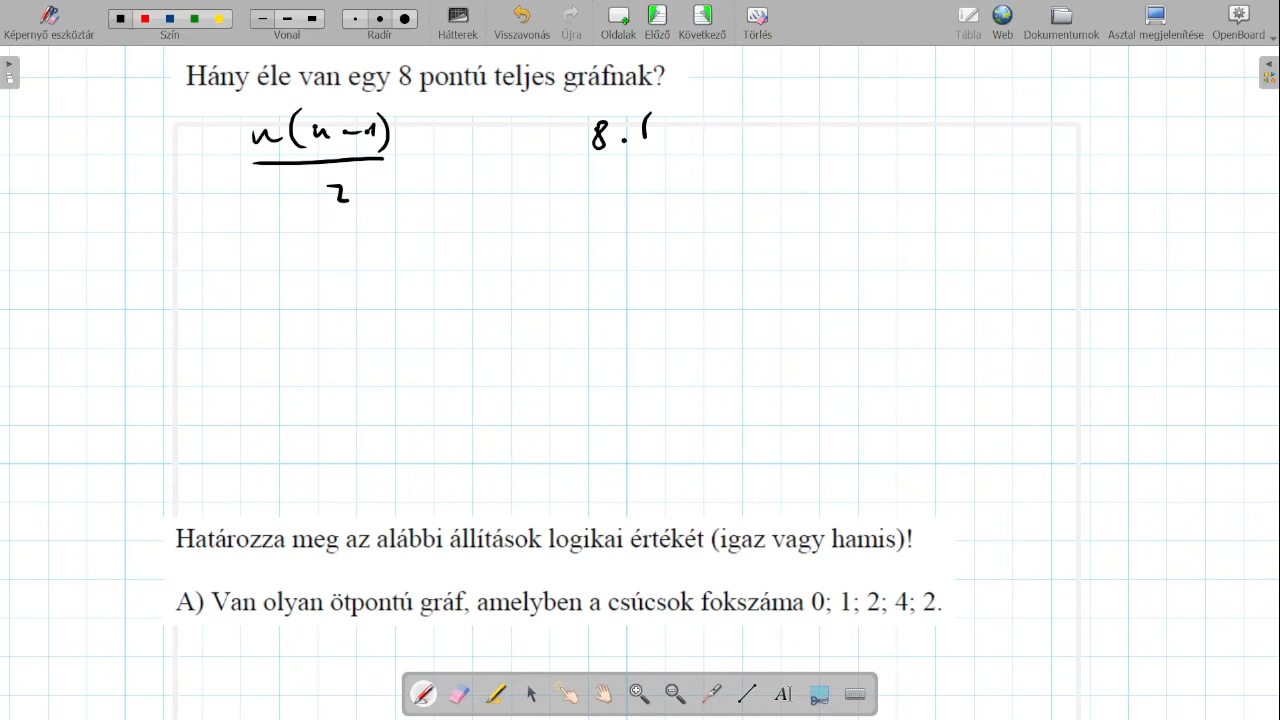 Képernyő eszköztár Szín Vonal Radír Hátterek Visszavonás Újra Oldalak Előző Következő Törlés Tábla Web Dokumentumok Asztal megjelenítése OpenBoard
Hány éle van egy 8 pontú teljes gráfnak?
n(n-1) 8.(
2
Határozza meg az alábbi állítások logikai értékét (igaz vagy hamis)!
A) Van olyan ötpontú gráf, amelyben a csúcsok fokszáma 0; 1; 2; 4; 2.